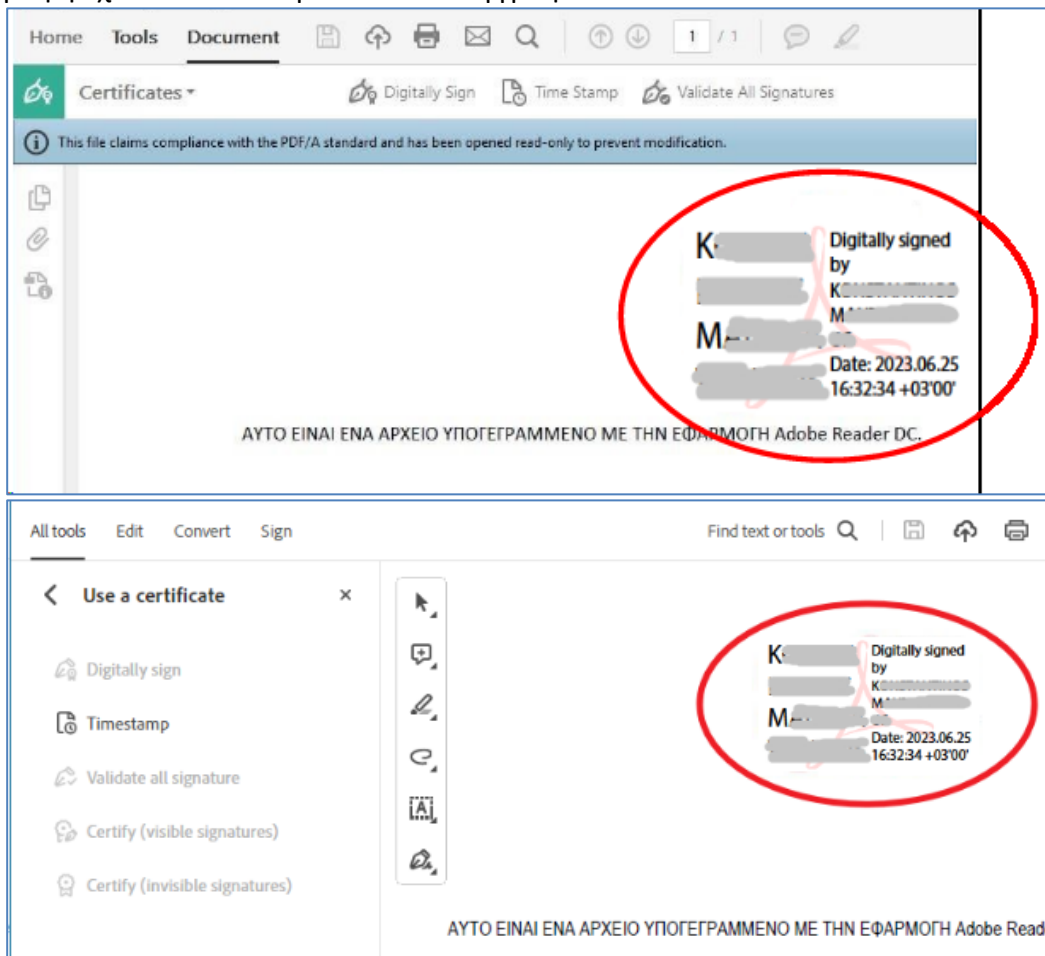 Home Tools Document 1 / 1
Certificates Digitally Sign Time Stamp Validate All Signatures
This file claims compliance with the PDF/A standard and has been opened read-only to prevent modification.
Digitally signed
by
Date: 2023.06.25
16:32:34 +03'00'
ΑΥΤΟ ΕΙΝΑΙ ΕΝΑ ΑΡΧΕΙΟ ΥΠΟΓΕΓΡΑΜΜΕΝΟ ΜΕ ΤΗΝ ΕΦΑΡΜΟΓΗ Adobe Reader DC.
All tools Edit Convert Sign Find text or tools
Use a certificate
Digitally sign
Timestamp
Validate all signature
Certify (visible signatures)
Certify (invisible signatures)
Digitally signed
by
Date: 2023.06.25
16:32:34 +03'00'
ΑΥΤΟ ΕΙΝΑΙ ΕΝΑ ΑΡΧΕΙΟ ΥΠΟΓΕΓΡΑΜΜΕΝΟ ΜΕ ΤΗΝ ΕΦΑΡΜΟΓΗ Adobe Read